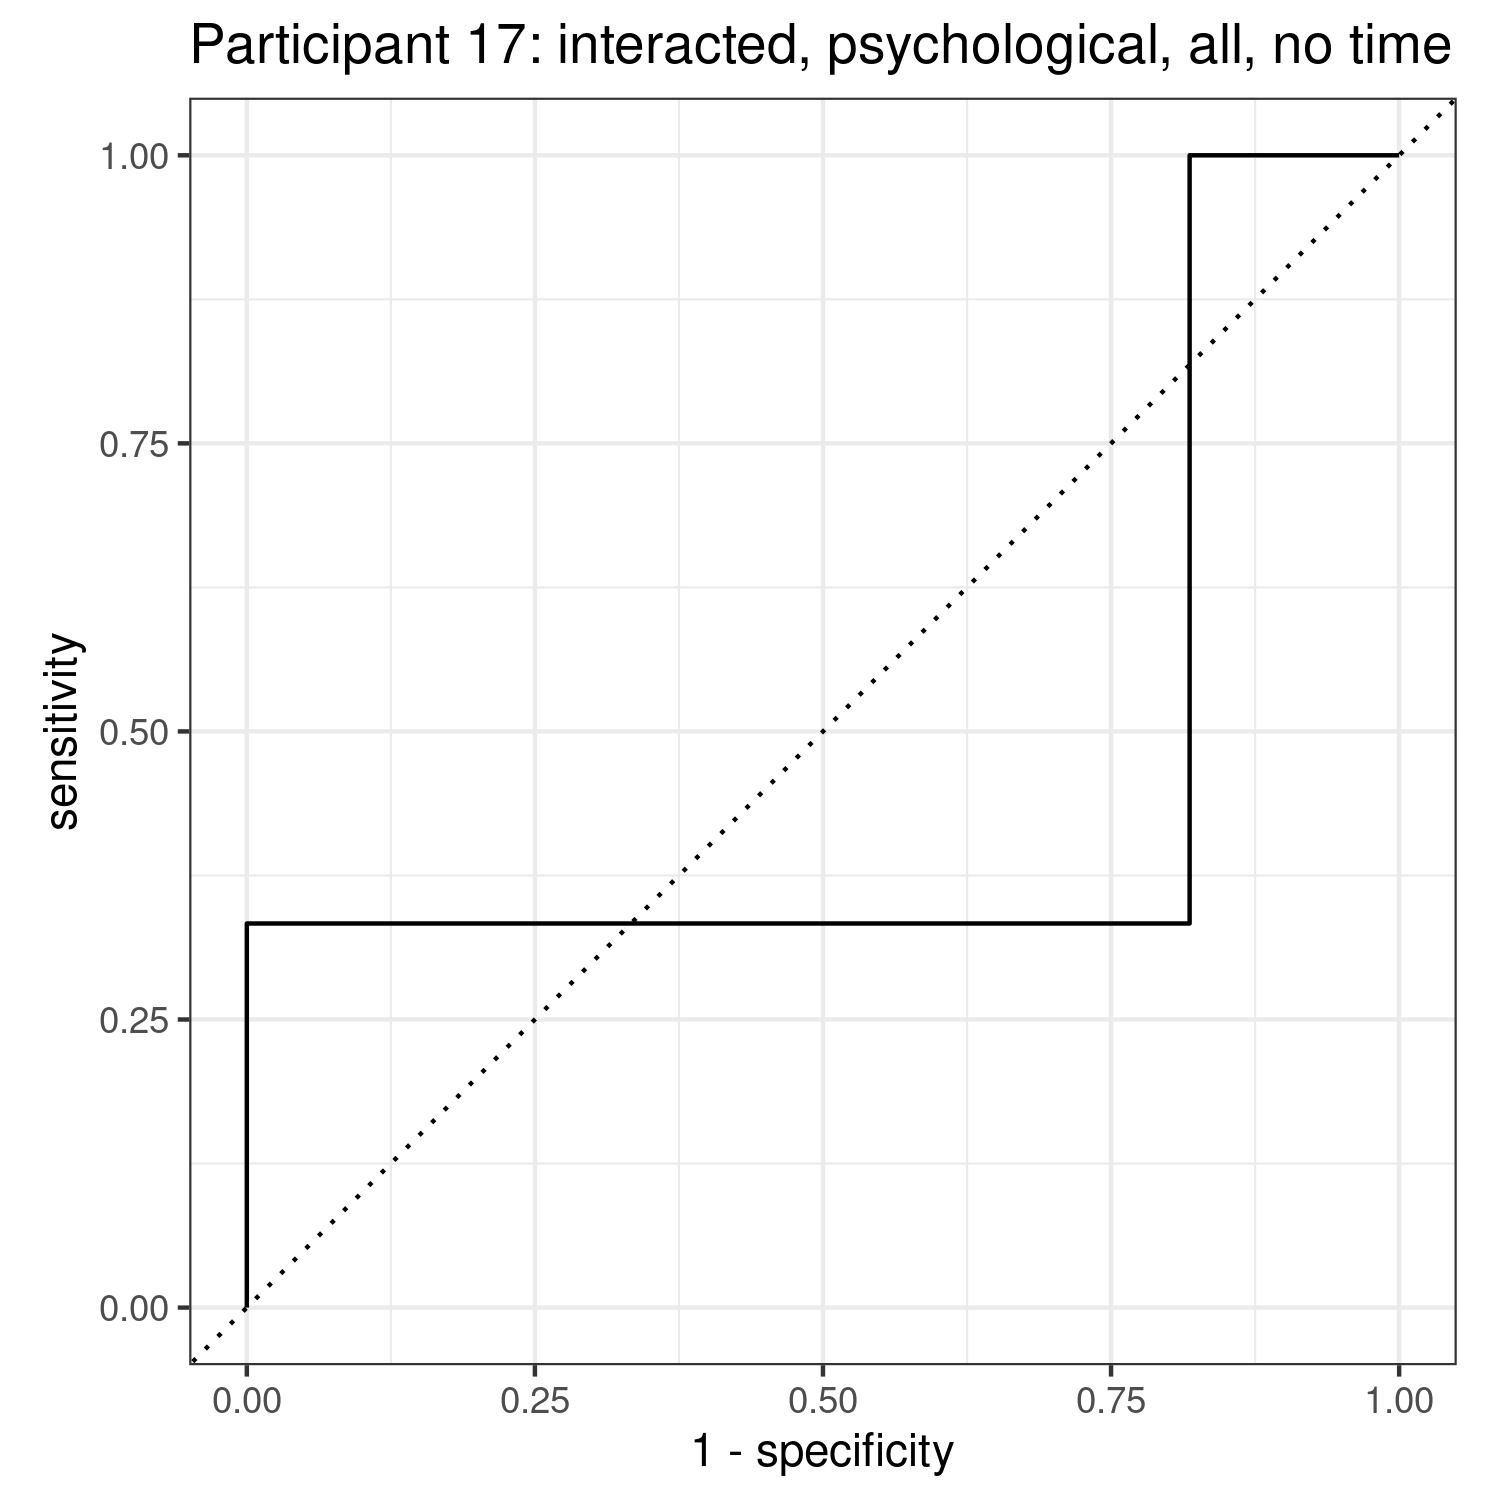 Participant 17: interacted, psychological, all, no time
1.00
0.75
0.50
0.25
0.00
sensitivity
0.00 0.25 0.50 0.75 1.00
1 - specificity